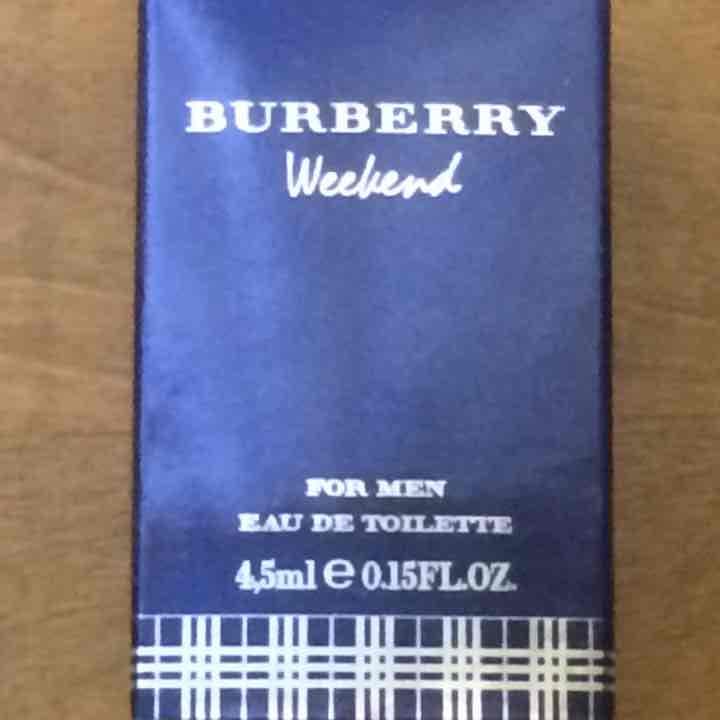 BURBERRY
Weekend
FOR MEN
EAU DE TOILETTE
4,5ml ℮ 0.15FL.OZ.